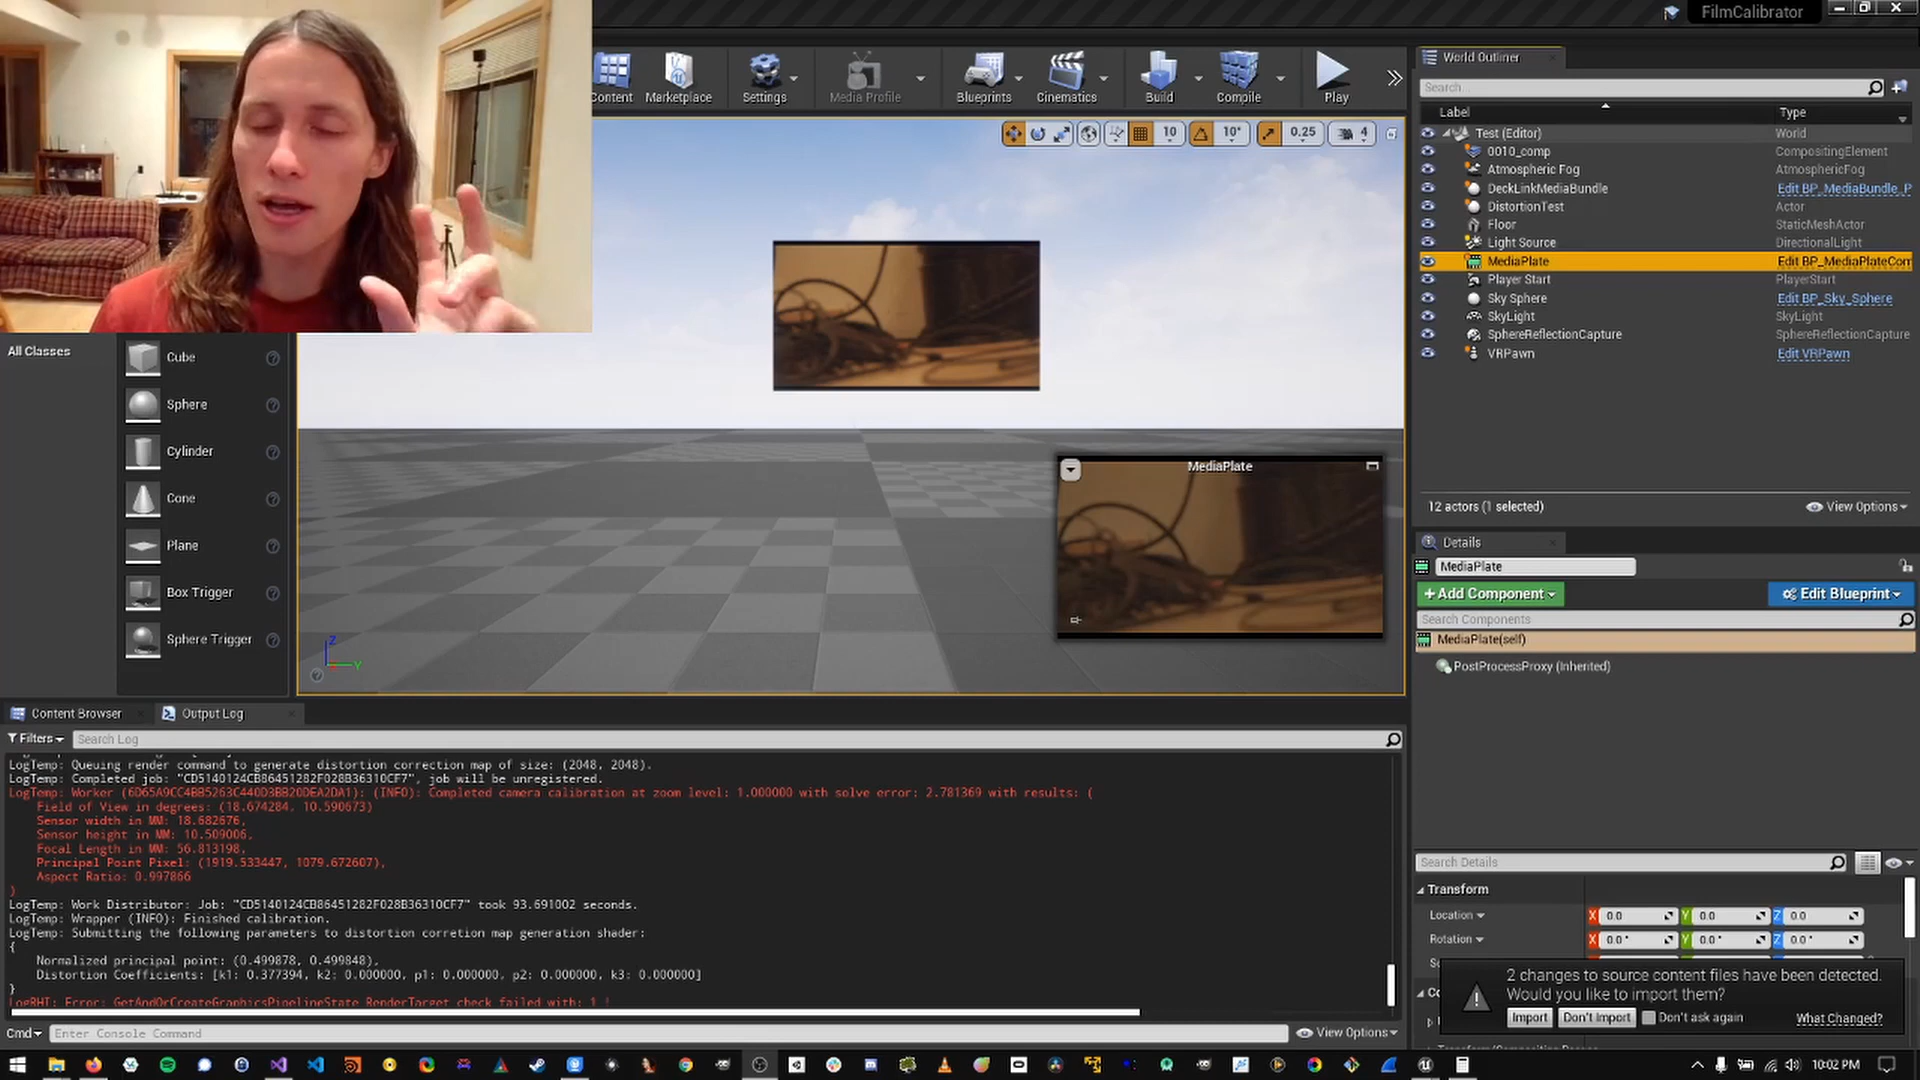 FilmCalibrator
Content
Marketplace
Settings
Media Profile
Blueprints
Cinematics
Build
Compile
Play
10
10°
0.25
4
World Outliner
Search...
Label
Type
Test (Editor)
World
0010_comp
CompositingElement
Atmospheric Fog
AtmosphericFog
DeckLinkMediaBundle
Edit BP_MediaBundle_P
DistortionTest
Actor
Floor
StaticMeshActor
Light Source
DirectionalLight
MediaPlate
Edit BP_MediaPlateCom
Player Start
PlayerStart
Sky Sphere
Edit BP_Sky_Sphere
SkyLight
SkyLight
SphereReflectionCapture
SphereReflectionCapture
VRPawn
Edit VRPawn
12 actors (1 selected)
View Options
All Classes
Cube
Sphere
Cylinder
Cone
Plane
Box Trigger
Sphere Trigger
Z
Y
MediaPlate
Details
MediaPlate
+Add Component
Edit Blueprint
Search Components
MediaPlate(self)
PostProcessProxy (Inherited)
Search Details
Transform
Location
X 0.0 Y 0.0 Z 0.0
Rotation
X 0.0° Y 0.0° Z 0.0°
2 changes to source content files have been detected.
Would you like to import them?
Import
Don't Import
Don't ask again
What Changed?
Content Browser
Output Log
Filters
Search Log
LogTemp: Queuing render command to generate distortion correction map of size: (2048, 2048).
LogTemp: Completed job: "CD5140124CB86451282F028B36310CF7", job will be unregistered.
LogTemp: Worker (6D65A9CC4BB5263C440D3BB20DEA2DA1): (INFO): Completed camera calibration at zoom level: 1.000000 with solve error: 2.781369 with results: (
Field of View in degrees: (18.674284, 10.590673)
Sensor width in MM: 18.682676,
Sensor height in MM: 10.509006,
Focal Length in MM: 56.813198,
Principal Point Pixel: (1919.533447, 1079.672607),
Aspect Ratio: 0.997866
)
LogTemp: Work Distributor: Job: "CD5140124CB86451282F028B36310CF7" took 93.691002 seconds.
LogTemp: Wrapper (INFO): Finished calibration.
LogTemp: Submitting the following parameters to distortion corretion map generation shader:
{
Normalized principal point: (0.499878, 0.499848),
Distortion Coefficients: [k1: 0.377394, k2: 0.000000, p1: 0.000000, p2: 0.000000, k3: 0.000000]
}
LogRHI: Error: GetAndOrCreateGraphicsPipelineState RenderTarget check failed with: 1 !
Cmd
Enter Console Command
View Options
10:02 PM